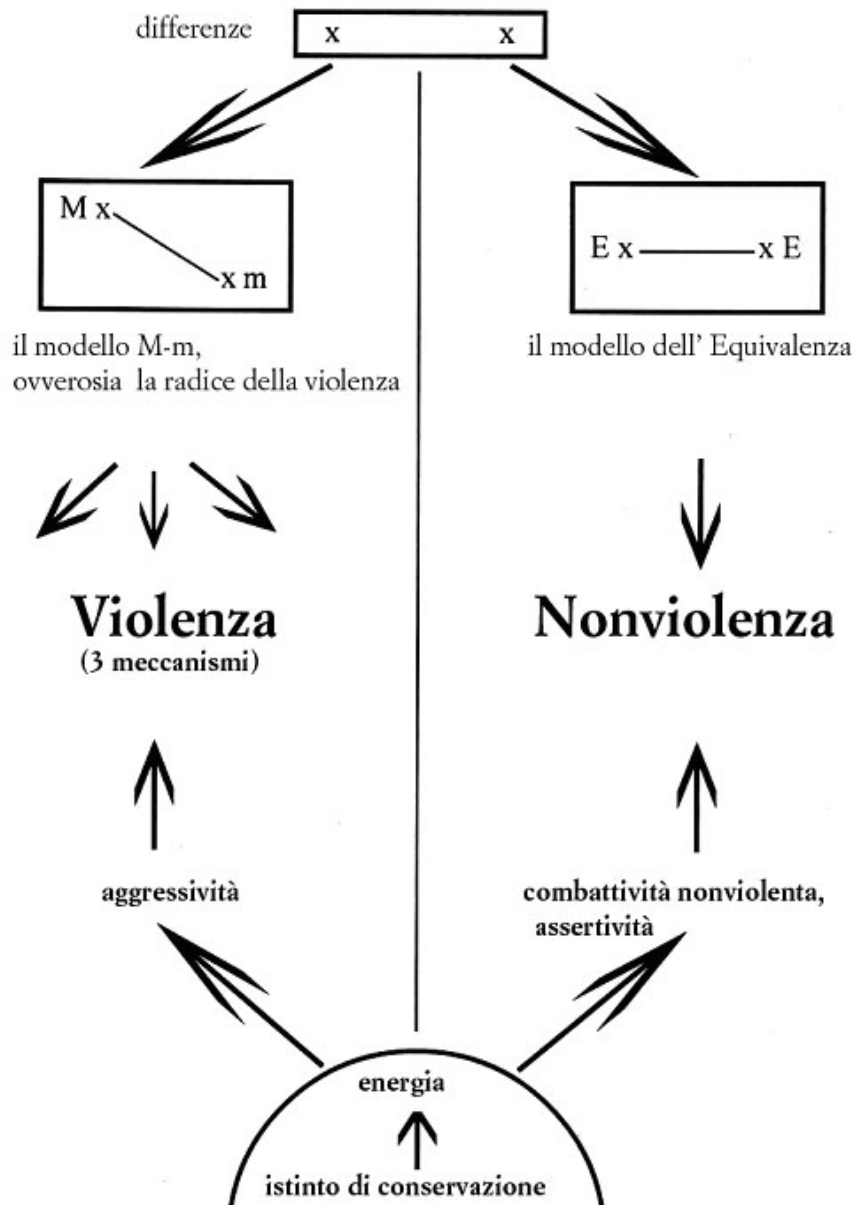 differenze
x x
M x
x m
E x x E
il modello M-m,
ovverosia la radice della violenza
il modello dell' Equivalenza
Violenza
(3 meccanismi)
Nonviolenza
aggressività
combattività nonviolenta,
assertività
energia
istinto di conservazione